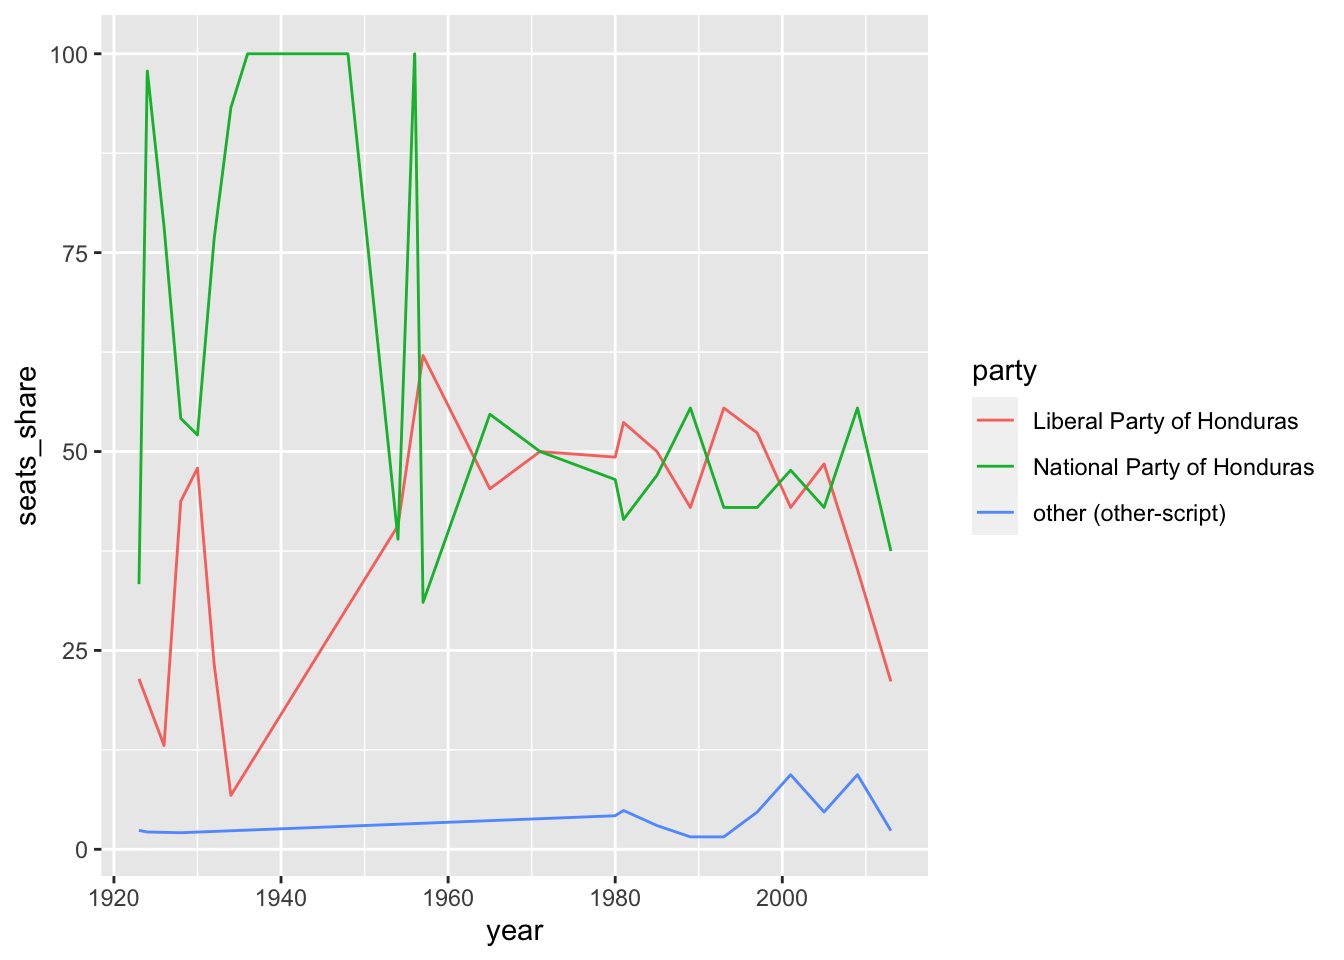 100
75
50
25
0
seats_share
1920 1940 1960 1980 2000
year
party
Liberal Party of Honduras
National Party of Honduras
other (other-script)